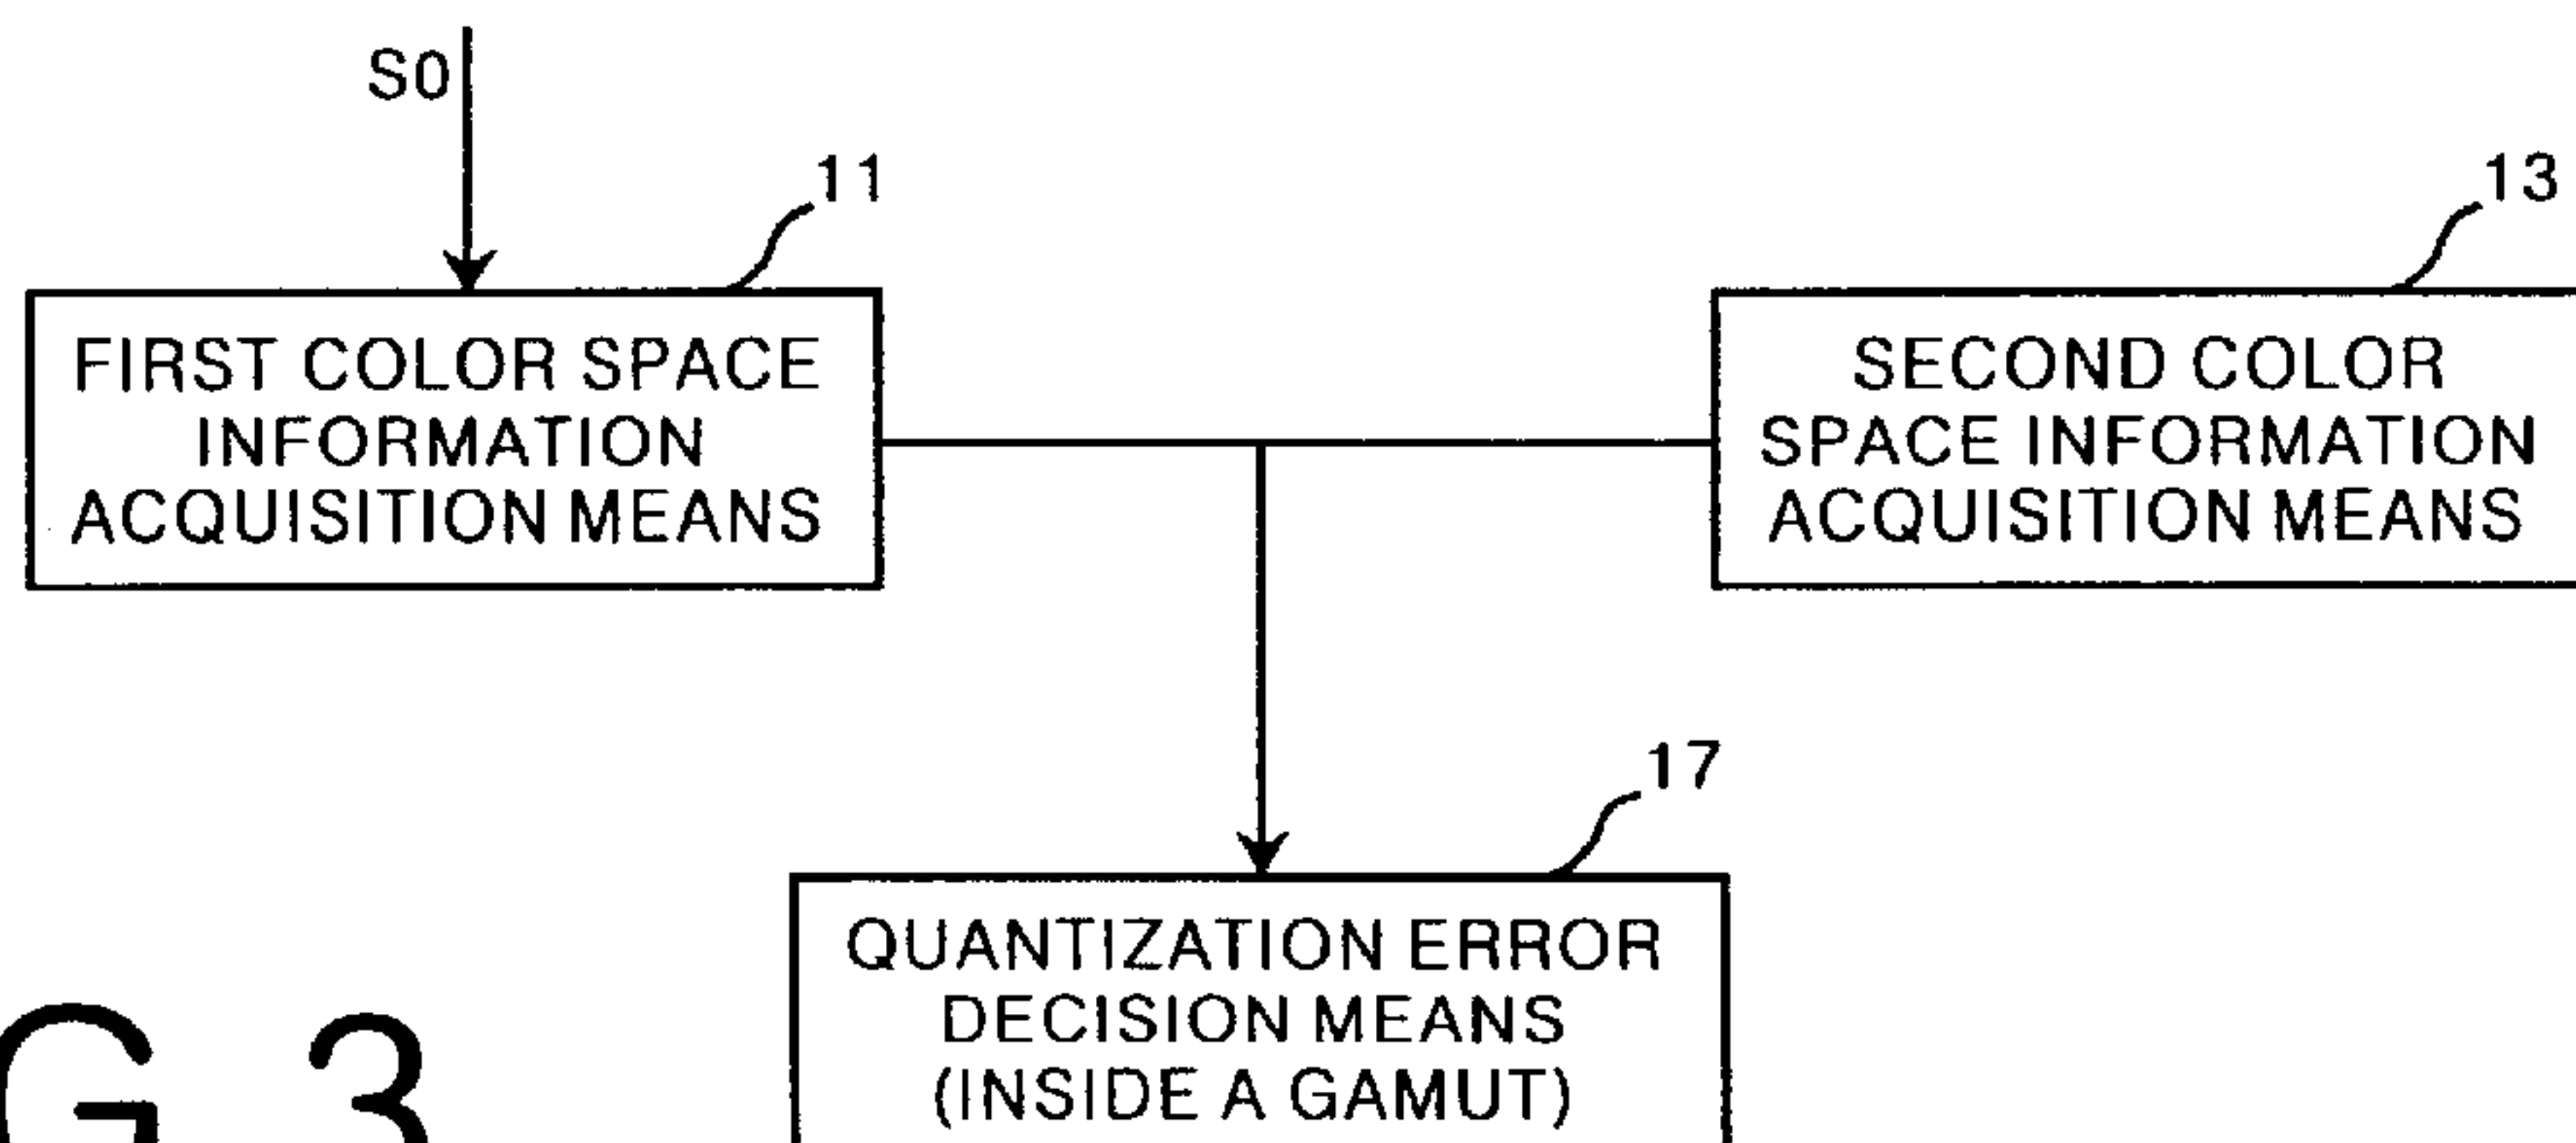 S0
11
13
FIRST COLOR SPACE
INFORMATION
ACQUISITION MEANS
SECOND COLOR
SPACE INFORMATION
ACQUISITION MEANS
17
QUANTIZATION ERROR
DECISION MEANS
(INSIDE A GAMUT)
G 3